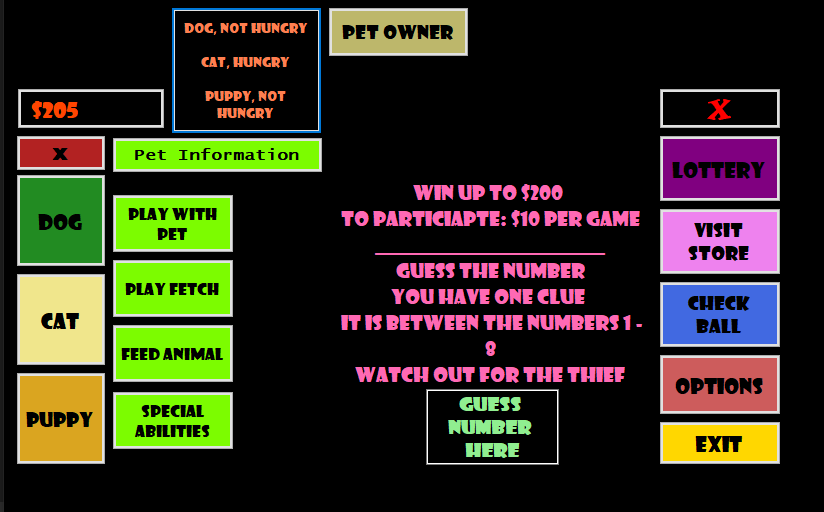 DOG, NOT HUNGRY
CAT, HUNGRY
PUPPY, NOT
HUNGRY
PET OWNER
$205
X
X
Pet Information
LOTTERY
DOG
PLAY WITH
PET
WIN UP TO $200
TO PARTICIAPTE: $10 PER GAME
_______________________
GUESS THE NUMBER
YOU HAVE ONE CLUE
IT IS BETWEEN THE NUMBERS 1 -
8
WATCH OUT FOR THE THIEF
VISIT
STORE
PLAY FETCH
CAT
CHECK
BALL
FEED ANIMAL
OPTIONS
PUPPY
SPECIAL
ABILITIES
GUESS
NUMBER
HERE
EXIT